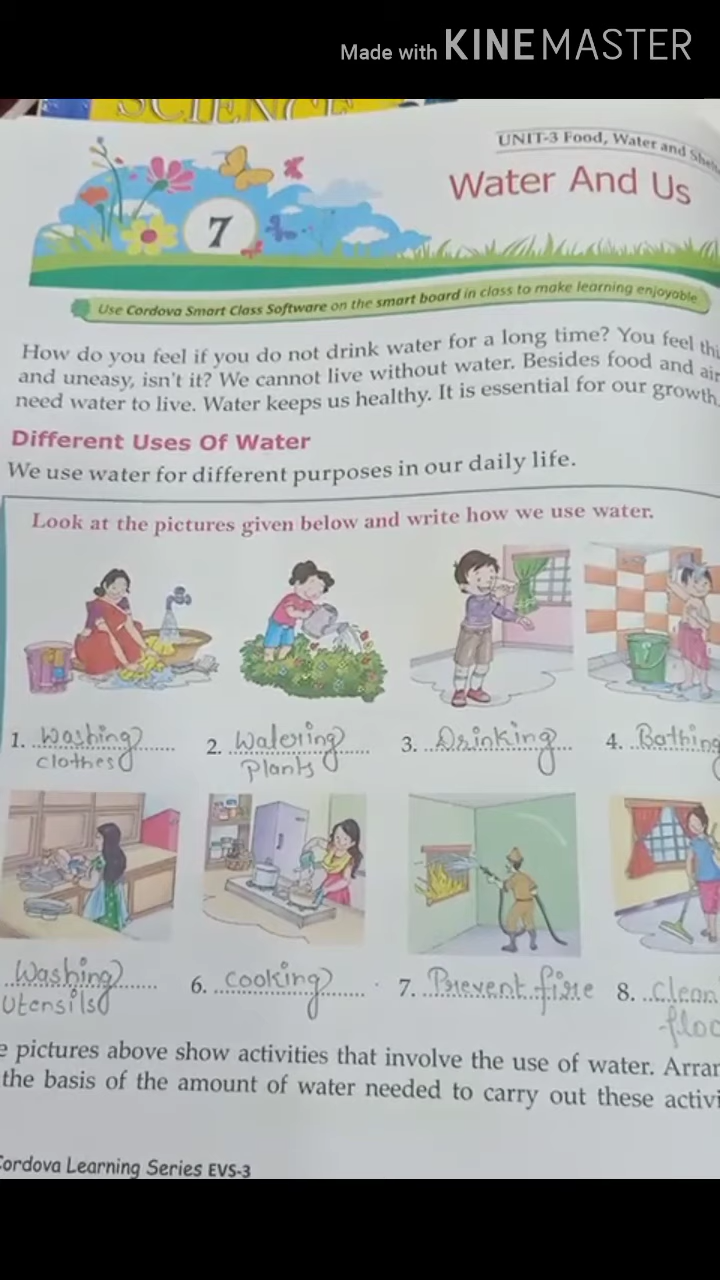 Made with KINEMASTER
SCIENCE
UNIT-3 Food, Water and
Water And Us
7
Use Cordova Smart Class Software on the smart board in class to make learning enjoyable
How do you feel if you do not drink water for a long time? You feel
and uneasy, isn't it? We cannot live without water. Besides food and air
need water to live. Water keeps us healthy. It is essential for our growth.
Different Uses Of Water
We use water for different purposes in our daily life.
Look at the pictures given below and write how we use water.
1. Washing 2. Watering 3. Drinking 4. Bathing
clothes Plants
Washing 6. cooking 7. Prevent fire 8. Clean
Utensils
pictures above show activities that involve the use of water.
the basis of the amount of water needed to carry out these
Cordova Learning Series EVS-3